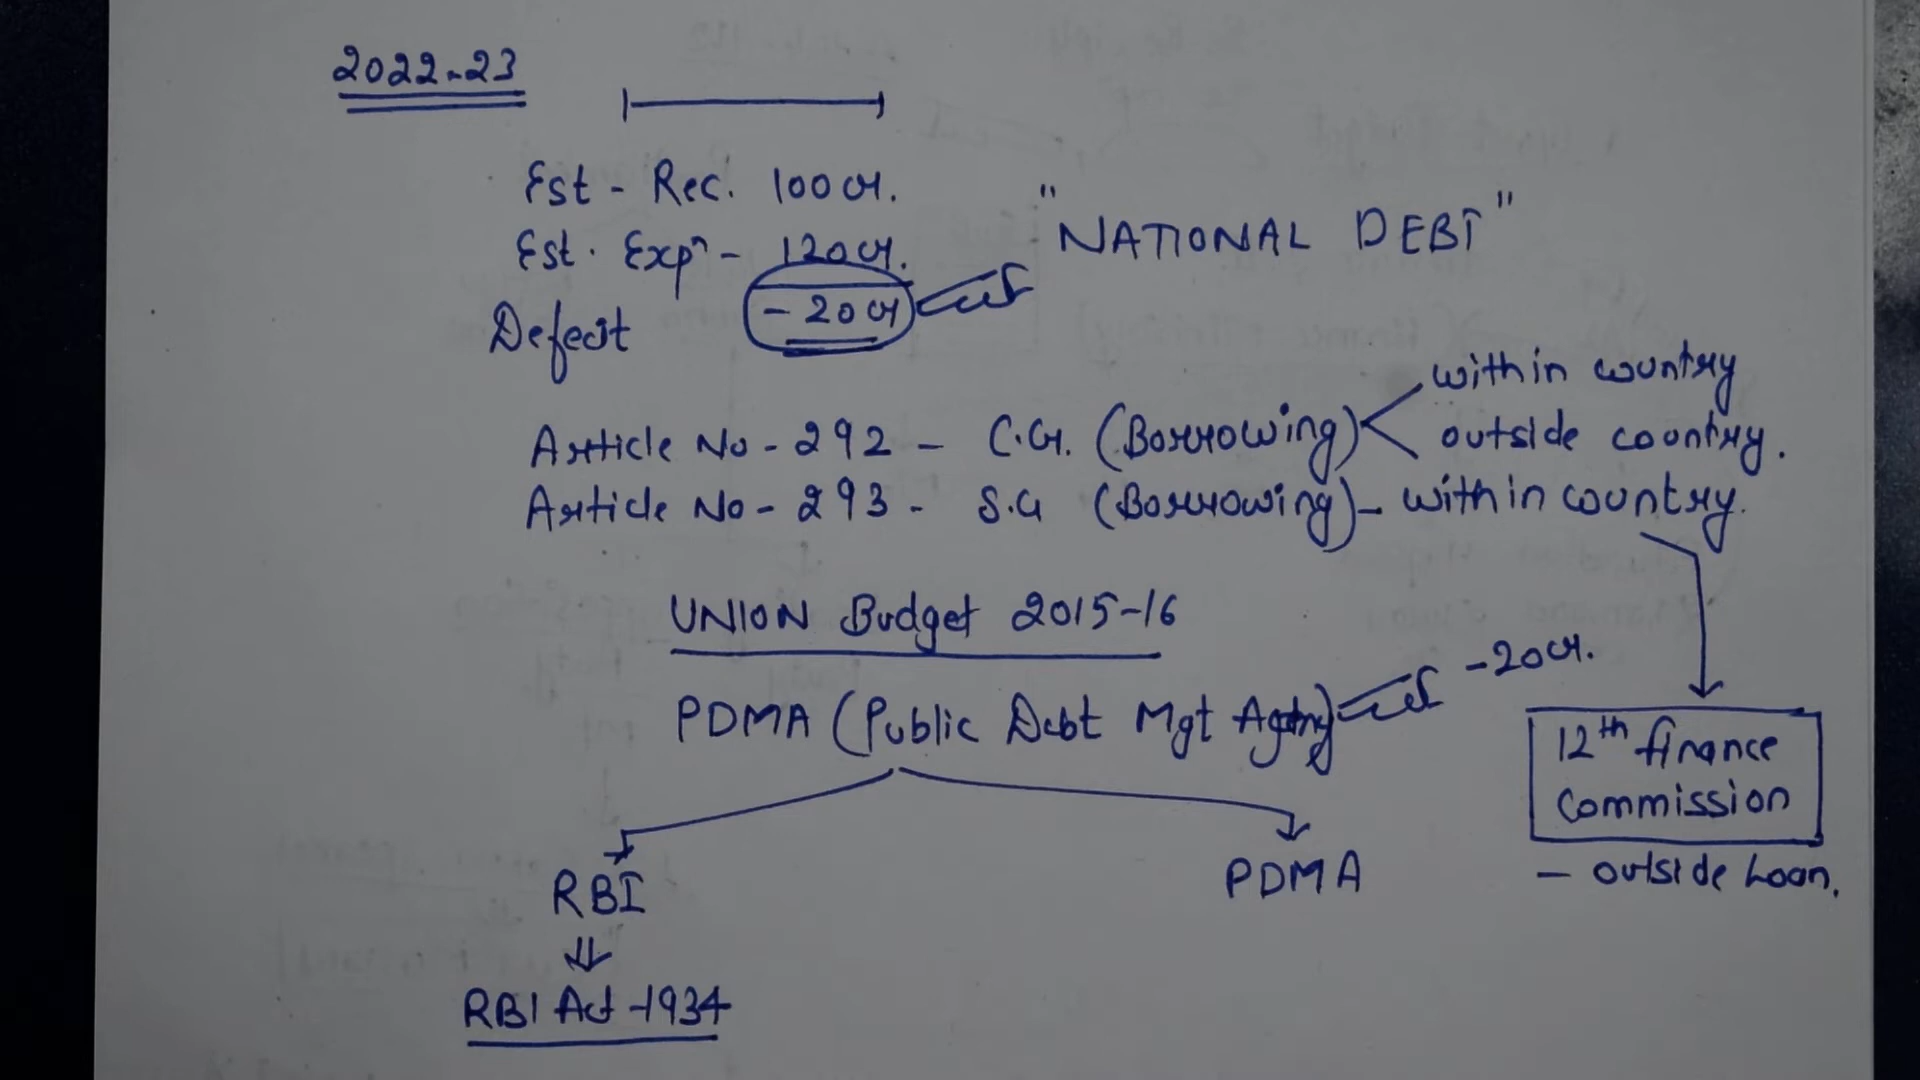 2022-23
Est - Rec. 100 cr.
Est. Expⁿ - 120 cr.
- 20 cr
"NATIONAL DEBT"
Defecit
Article No - 292 - C.G. (Borrowing)
within country
outside country.
Article No - 293 - S.G (Borrowing) - within country.
UNION Budget 2015-16
PDMA (Public Debt Mgt Agency)
-20 cr.
12th finance
commission
- outside Loan.
RBI
PDMA
RBI Act -1934